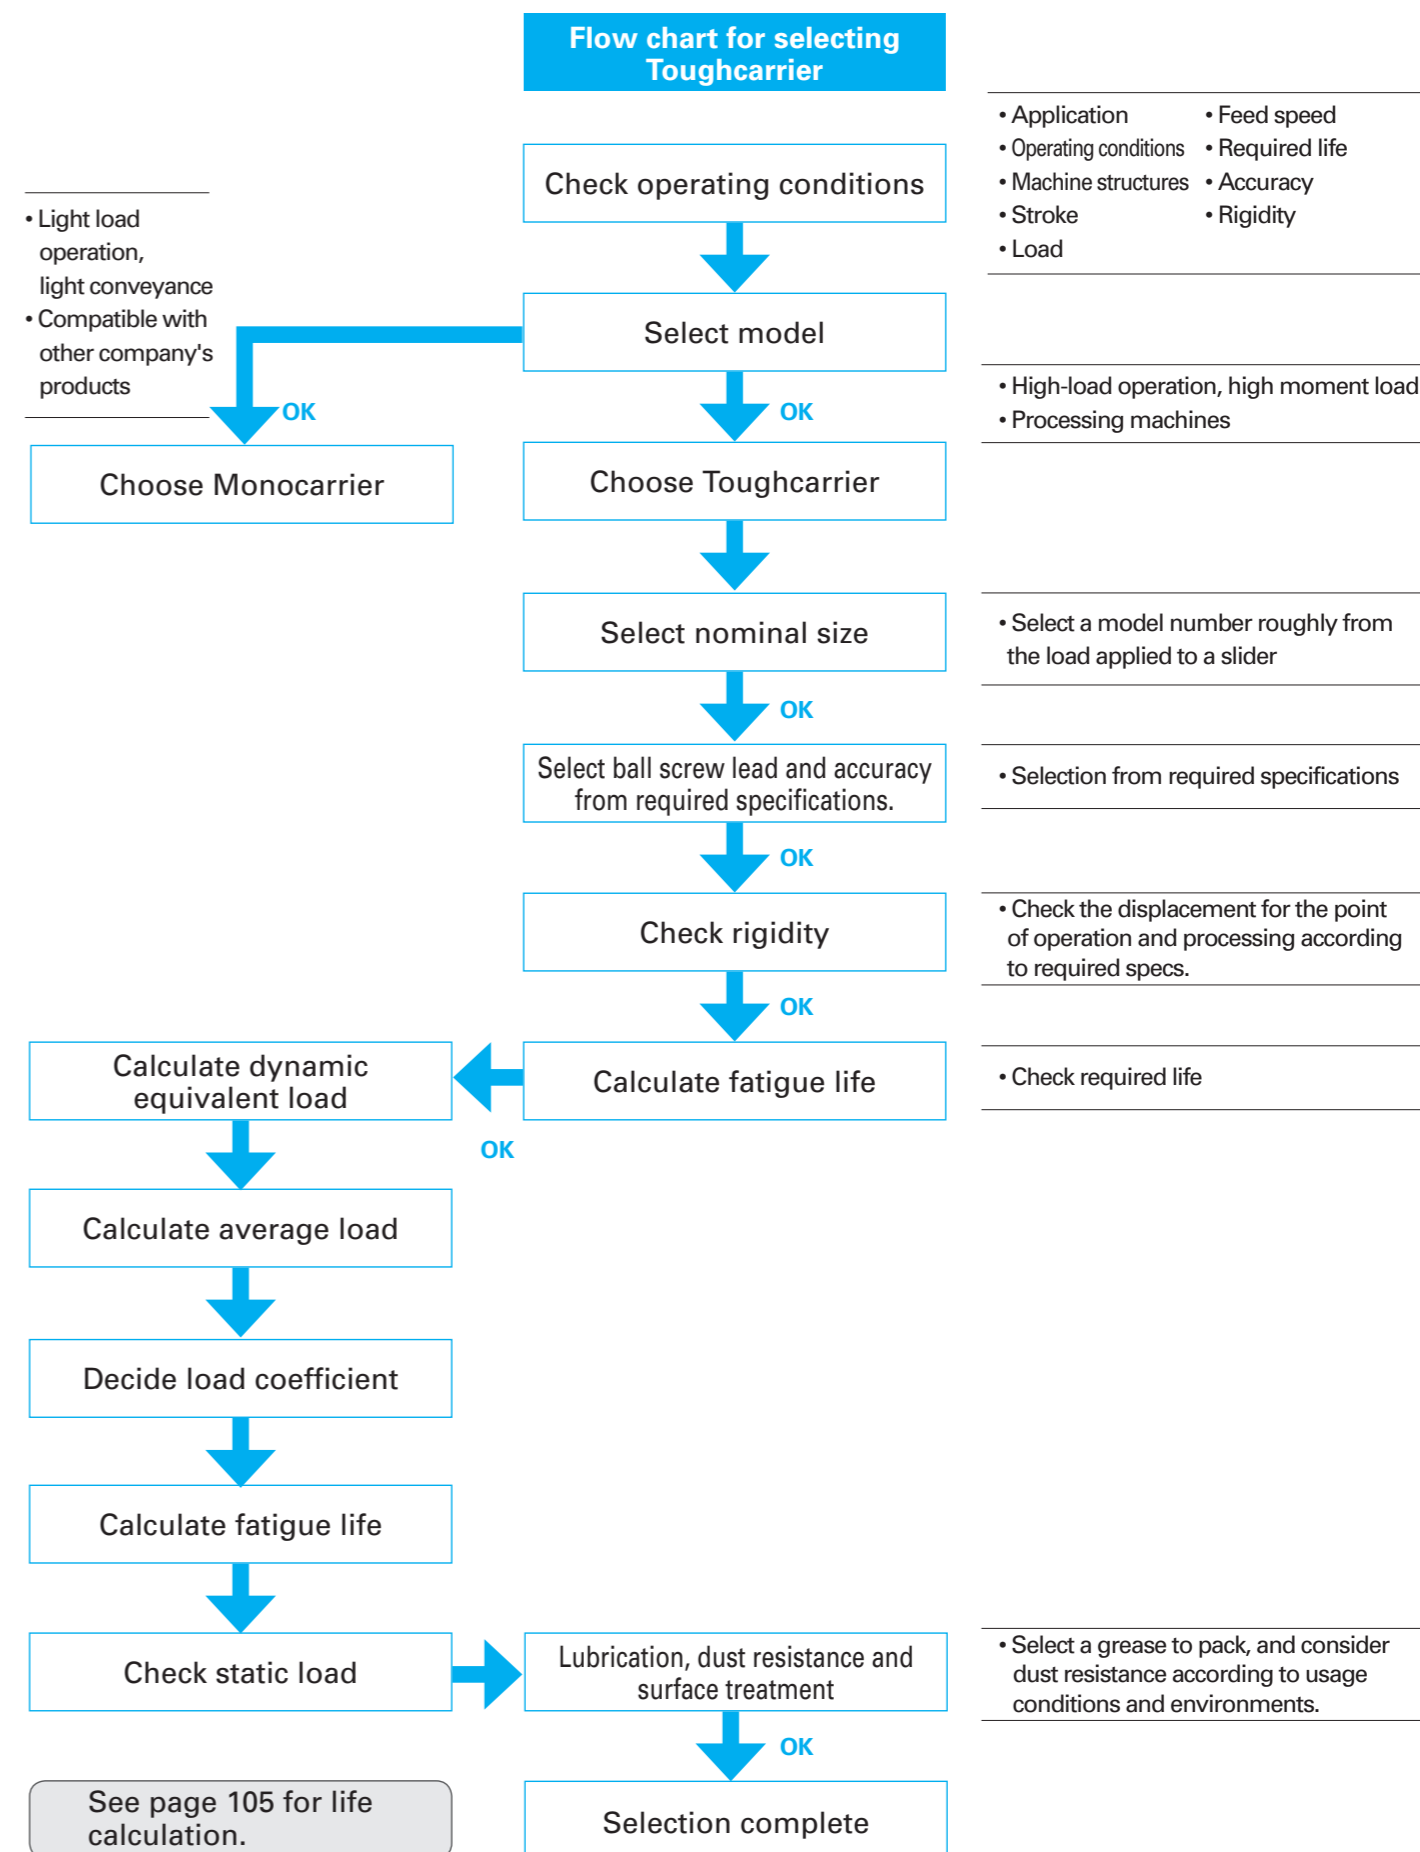 Flow chart for selecting
Toughcarrier
• Application
• Feed speed
• Operating conditions
• Required life
• Machine structures
• Accuracy
• Stroke
• Rigidity
• Load
Check operating conditions
• Light load
operation,
light conveyance
• Compatible with
other company's
products
Select model
OK
OK
• High-load operation, high moment load
• Processing machines
Choose Monocarrier
Choose Toughcarrier
Select nominal size
• Select a model number roughly from
the load applied to a slider
OK
Select ball screw lead and accuracy
from required specifications.
• Selection from required specifications
OK
Check rigidity
• Check the displacement for the point
of operation and processing according
to required specs.
OK
Calculate fatigue life
• Check required life
OK
Calculate dynamic
equivalent load
Calculate average load
Decide load coefficient
Calculate fatigue life
Check static load
Lubrication, dust resistance and
surface treatment
• Select a grease to pack, and consider
dust resistance according to usage
conditions and environments.
OK
See page 105 for life
calculation.
Selection complete